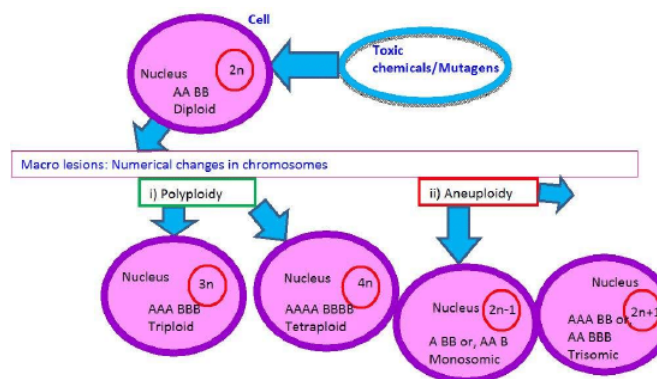 Cell
Toxic
chemicals/Mutagens
Nucleus 2n
AA BB
Diploid
Macro lesions: Numerical changes in chromosomes
i) Polyploidy
ii) Aneuploidy
Nucleus
3n
AAA BBB
Triploid
Nucleus
4n
AAAA BBBB
Tetraploid
Nucleus 2n-1
A BB or, AA B
Monosomic
Nucleus
2n+1
AAA BB or,
AA BBB
Trisomic